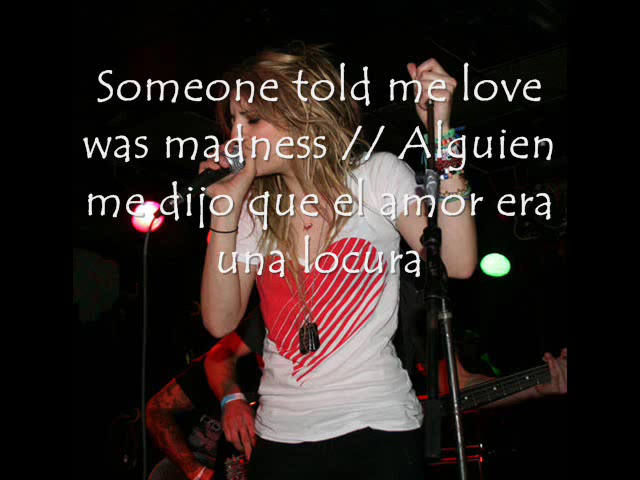 Someone told me love
was madness // Alguien
me dijo que el amor era
una locura